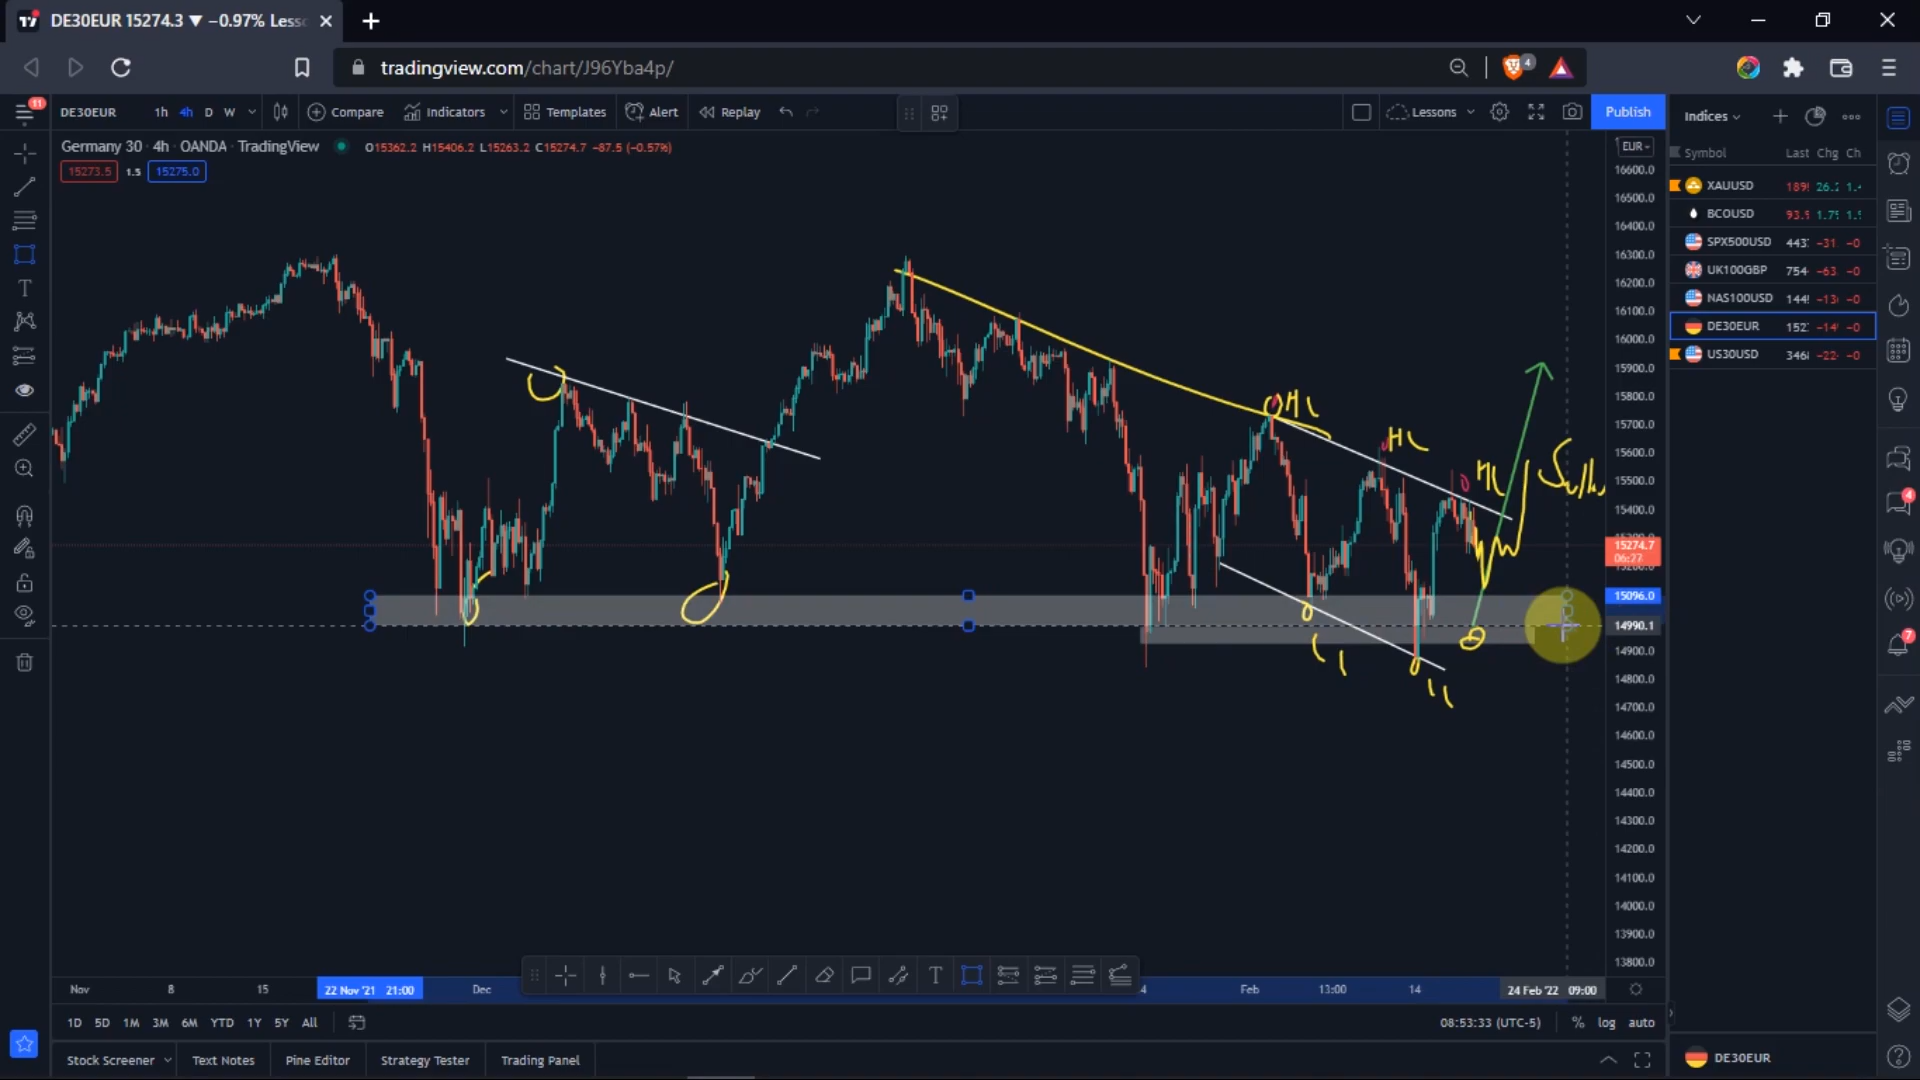 DE30EUR 15274.3 ▼ −0.97% Less
tradingview.com/chart/J96Yba4p/
4
11
DE30EUR 1h 4h D W Compare Indicators Templates Alert Replay Lessons Publish
Indices
Germany 30 · 4h · OANDA · TradingView O15362.2 H15406.2 L15263.2 C15274.7 −87.5 (−0.57%)
EUR
15273.5 1.5 15275.0
Symbol Last Chg Ch
XAUUSD
BCOUSD
SPX500USD
UK100GBP
NAS100USD
DE30EUR
US30USD
16600.0
16500.0
16400.0
16300.0
16200.0
16100.0
16000.0
15900.0
15800.0
15700.0
15600.0
15500.0
15400.0
15274.7
06:27
15096.0
14990.1
14900.0
14800.0
14700.0
14600.0
14500.0
14400.0
14300.0
14200.0
14100.0
14000.0
13900.0
13800.0
4
7
Nov 8 15 22 Nov '21 21:00 Dec 4 Feb 13:00 14 24 Feb '22 09:00
1D 5D 1M 3M 6M YTD 1Y 5Y All
08:53:33 (UTC-5) % log auto
Stock Screener Text Notes Pine Editor Strategy Tester Trading Panel
DE30EUR